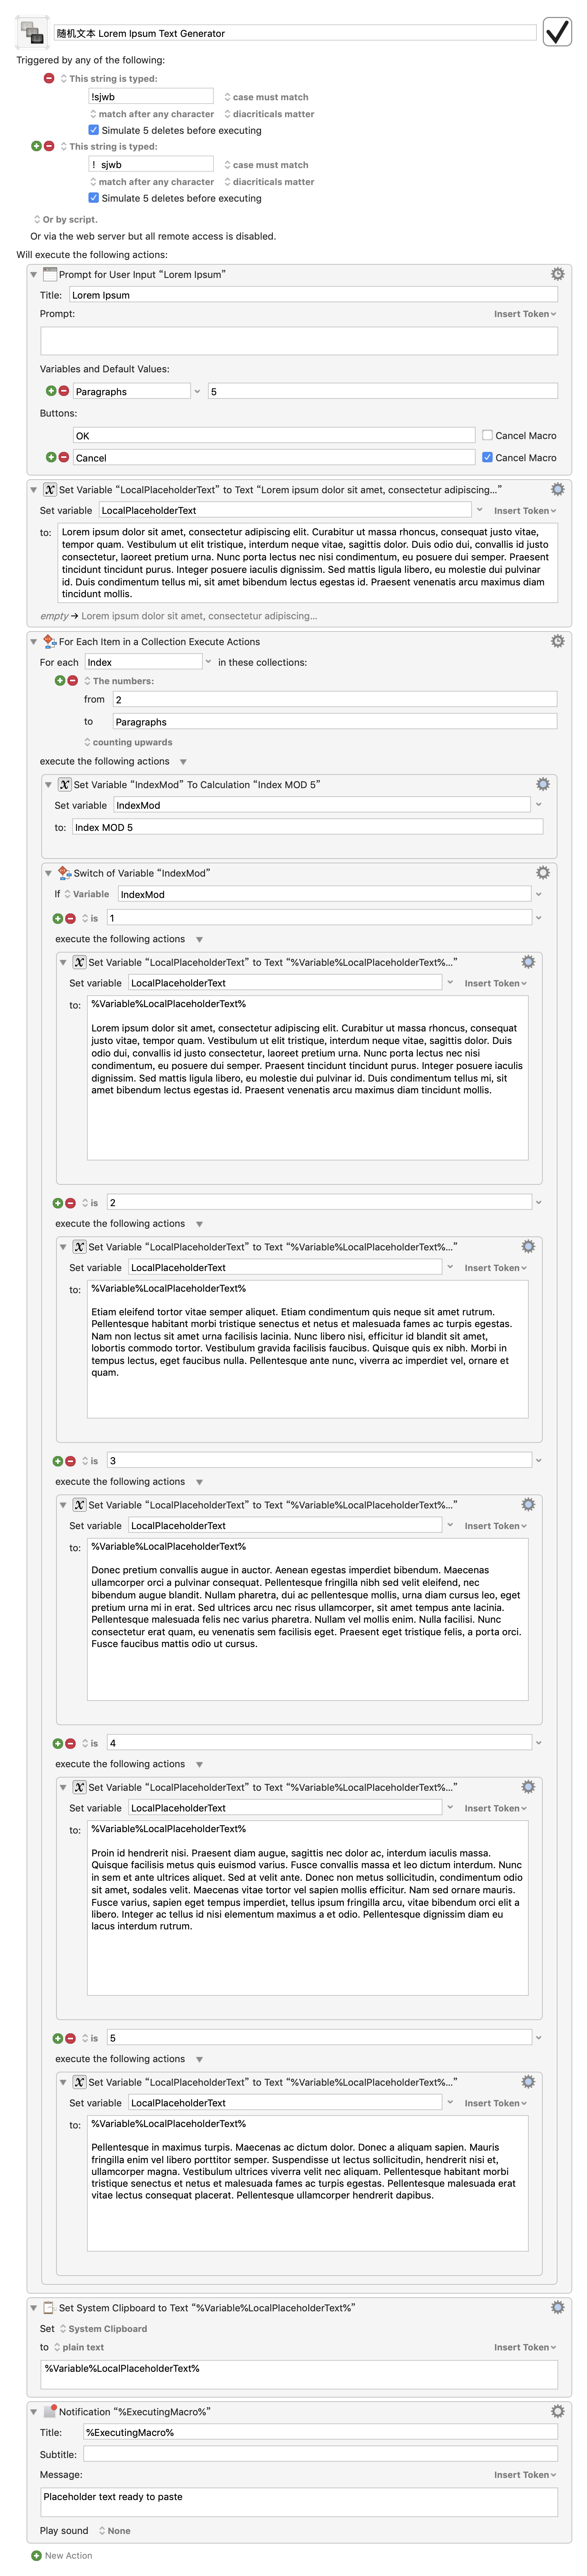 随机文本 Lorem Ipsum Text Generator
Triggered by any of the following:
This string is typed:
!sjwb
case must match
match after any character
diacriticals matter
Simulate 5 deletes before executing
This string is typed:
！sjwb
case must match
match after any character
diacriticals matter
Simulate 5 deletes before executing
Or by script.
Or via the web server but all remote access is disabled.
Will execute the following actions:
Prompt for User Input “Lorem Ipsum”
Title: Lorem Ipsum
Prompt: Insert Token
Variables and Default Values:
Paragraphs 5
Buttons:
OK Cancel Macro
Cancel Cancel Macro
Set Variable “LocalPlaceholderText” to Text “Lorem ipsum dolor sit amet, consectetur adipiscing...”
Set variable LocalPlaceholderText Insert Token
to: Lorem ipsum dolor sit amet, consectetur adipiscing elit. Curabitur ut massa rhoncus, consequat justo vitae,
tempor quam. Vestibulum ut elit tristique, interdum neque vitae, sagittis dolor. Duis odio dui, convallis id justo
consectetur, laoreet pretium urna. Nunc porta lectus nec nisi condimentum, eu posuere dui semper. Praesent
tincidunt tincidunt purus. Integer posuere iaculis dignissim. Sed mattis ligula libero, eu molestie dui pulvinar
id. Duis condimentum tellus mi, sit amet bibendum lectus egestas id. Praesent venenatis arcu maximus diam
tincidunt mollis.
empty → Lorem ipsum dolor sit amet, consectetur adipiscing...
For Each Item in a Collection Execute Actions
For each Index in these collections:
The numbers:
from 2
to Paragraphs
counting upwards
execute the following actions
Set Variable “IndexMod” To Calculation “Index MOD 5”
Set variable IndexMod
to: Index MOD 5
Switch of Variable “IndexMod”
If Variable IndexMod
is 1
execute the following actions
Set Variable “LocalPlaceholderText” to Text “%Variable%LocalPlaceholderText%...”
Set variable LocalPlaceholderText Insert Token
to: %Variable%LocalPlaceholderText%
Lorem ipsum dolor sit amet, consectetur adipiscing elit. Curabitur ut massa rhoncus, consequat
justo vitae, tempor quam. Vestibulum ut elit tristique, interdum neque vitae, sagittis dolor. Duis
odio dui, convallis id justo consectetur, laoreet pretium urna. Nunc porta lectus nec nisi
condimentum, eu posuere dui semper. Praesent tincidunt tincidunt purus. Integer posuere iaculis
dignissim. Sed mattis ligula libero, eu molestie dui pulvinar id. Duis condimentum tellus mi, sit
amet bibendum lectus egestas id. Praesent venenatis arcu maximus diam tincidunt mollis.
is 2
execute the following actions
Set Variable “LocalPlaceholderText” to Text “%Variable%LocalPlaceholderText%...”
Set variable LocalPlaceholderText Insert Token
to: %Variable%LocalPlaceholderText%
Etiam eleifend tortor vitae semper aliquet. Etiam condimentum quis neque sit amet rutrum.
Pellentesque habitant morbi tristique senectus et netus et malesuada fames ac turpis egestas.
Nam non lectus sit amet urna facilisis lacinia. Nunc libero nisi, efficitur id blandit sit amet,
lobortis commodo tortor. Vestibulum gravida facilisis faucibus. Quisque quis ex nibh. Morbi in
tempus lectus, eget faucibus nulla. Pellentesque ante nunc, viverra ac imperdiet vel, ornare et
quam.
is 3
execute the following actions
Set Variable “LocalPlaceholderText” to Text “%Variable%LocalPlaceholderText%...”
Set variable LocalPlaceholderText Insert Token
to: %Variable%LocalPlaceholderText%
Donec pretium convallis augue in auctor. Aenean egestas imperdiet bibendum. Maecenas
ullamcorper orci a pulvinar consequat. Pellentesque fringilla nibh sed velit eleifend, nec
bibendum augue blandit. Nullam pharetra, dui ac pellentesque mollis, urna diam cursus leo, eget
pretium urna mi in erat. Sed ultrices arcu nec risus ullamcorper, sit amet tempus ante lacinia.
Pellentesque malesuada felis nec varius pharetra. Nullam vel mollis enim. Nulla facilisi. Nunc
consectetur erat quam, eu venenatis sem facilisis eget. Praesent eget tristique felis, a porta orci.
Fusce faucibus mattis odio ut cursus.
is 4
execute the following actions
Set Variable “LocalPlaceholderText” to Text “%Variable%LocalPlaceholderText%...”
Set variable LocalPlaceholderText Insert Token
to: %Variable%LocalPlaceholderText%
Proin id hendrerit nisi. Praesent diam augue, sagittis nec dolor ac, interdum iaculis massa.
Quisque facilisis metus quis euismod varius. Fusce convallis massa et leo dictum interdum. Nunc
in sem et ante ultrices aliquet. Sed at velit ante. Donec non metus sollicitudin, condimentum odio
sit amet, sodales velit. Maecenas vitae tortor vel sapien mollis efficitur. Nam sed ornare mauris.
Fusce varius, sapien eget tempus imperdiet, tellus ipsum fringilla arcu, vitae bibendum orci elit a
libero. Integer ac tellus id nisi elementum maximus a et odio. Pellentesque dignissim diam eu
lacus interdum rutrum.
is 5
execute the following actions
Set Variable “LocalPlaceholderText” to Text “%Variable%LocalPlaceholderText%...”
Set variable LocalPlaceholderText Insert Token
to: %Variable%LocalPlaceholderText%
Pellentesque in maximus turpis. Maecenas ac dictum dolor. Donec a aliquam sapien. Mauris
fringilla enim vel libero porttitor semper. Suspendisse ut lectus sollicitudin, hendrerit nisi et,
ullamcorper magna. Vestibulum ultrices viverra velit nec aliquam. Pellentesque habitant morbi
tristique senectus et netus et malesuada fames ac turpis egestas. Pellentesque malesuada erat
vitae lectus consequat placerat. Pellentesque ullamcorper hendrerit dapibus.
Set System Clipboard to Text “%Variable%LocalPlaceholderText%”
Set System Clipboard
to plain text Insert Token
%Variable%LocalPlaceholderText%
Notification “%ExecutingMacro%”
Title: %ExecutingMacro%
Subtitle:
Message: Insert Token
Placeholder text ready to paste
Play sound None
New Action